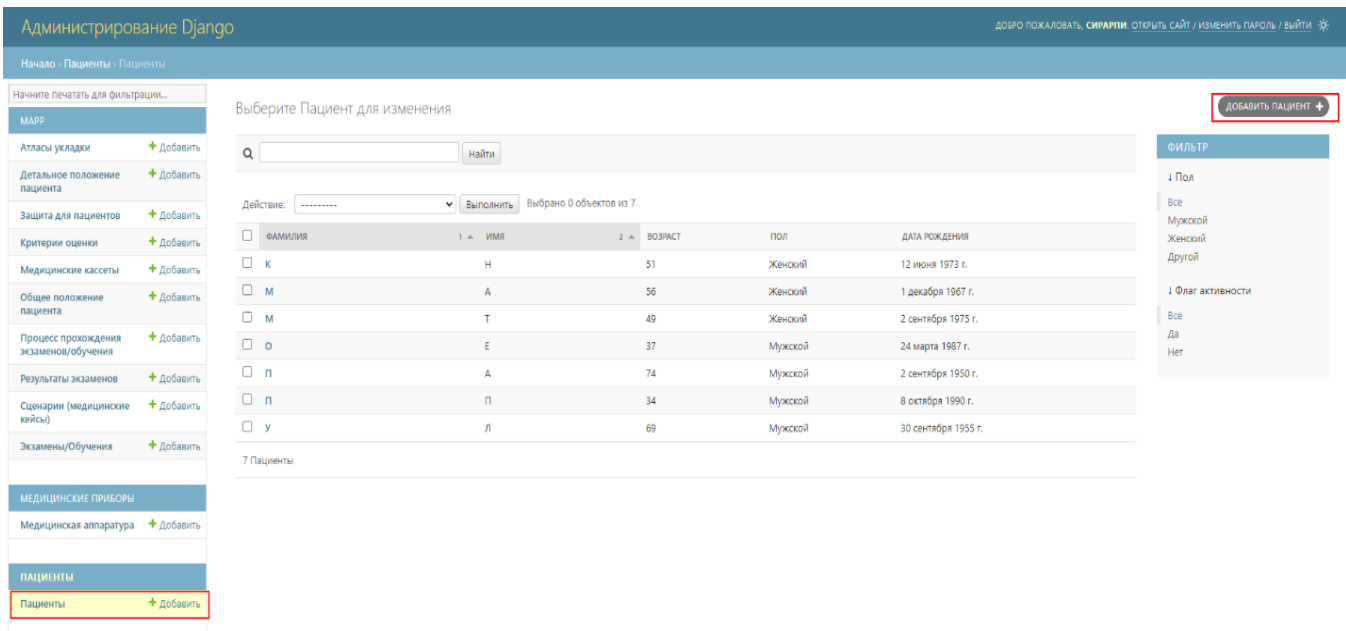 Администрирование Django
ДОБРО ПОЖАЛОВАТЬ, СИРАРПИ. ОТКРЫТЬ САЙТ / ИЗМЕНИТЬ ПАРОЛЬ / ВЫЙТИ
Начало › Пациенты › Пациенты
Начните печатать для фильтрации...
MAPP
Атласы укладки + Добавить
Детальное положение + Добавить
пациента
Защита для пациентов + Добавить
Критерии оценки + Добавить
Медицинские кассеты + Добавить
Общее положение + Добавить
пациента
Процесс прохождения + Добавить
экзаменов/обучения
Результаты экзаменов + Добавить
Сценарии (медицинские + Добавить
кейсы)
Экзамены/Обучения + Добавить
МЕДИЦИНСКИЕ ПРИБОРЫ
Медицинская аппаратура + Добавить
ПАЦИЕНТЫ
Пациенты + Добавить
Выберите Пациент для изменения
ДОБАВИТЬ ПАЦИЕНТ +
Найти
Действие: --------- Выполнить Выбрано 0 объектов из 7
ФАМИЛИЯ 1 ИМЯ 2 ВОЗРАСТ ПОЛ ДАТА РОЖДЕНИЯ
К Н 51 Женский 12 июня 1973 г.
М А 56 Женский 1 декабря 1967 г.
М Т 49 Женский 2 сентября 1975 г.
О Е 37 Мужской 24 марта 1987 г.
П А 74 Мужской 2 сентября 1950 г.
П П 34 Мужской 8 октября 1990 г.
У Л 69 Мужской 30 сентября 1955 г.
7 Пациенты
ФИЛЬТР
↓ Пол
Все
Мужской
Женский
Другой
↓ Флаг активности
Все
Да
Нет